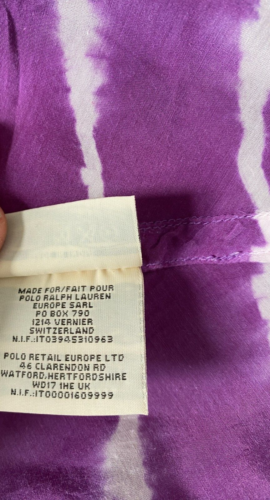 MADE FOR/FAIT POUR
POLO RALPH LAUREN
EUROPE SARL
PO BOX 790
1214 VERNIER
SWITZERLAND
N.I.F.:IT03945310963
POLO RETAIL EUROPE LTD
46 CLARENDON RD
WATFORD,HERTFORDSHIRE
WD17 1HE UK
N.I.F.:IT00001609999